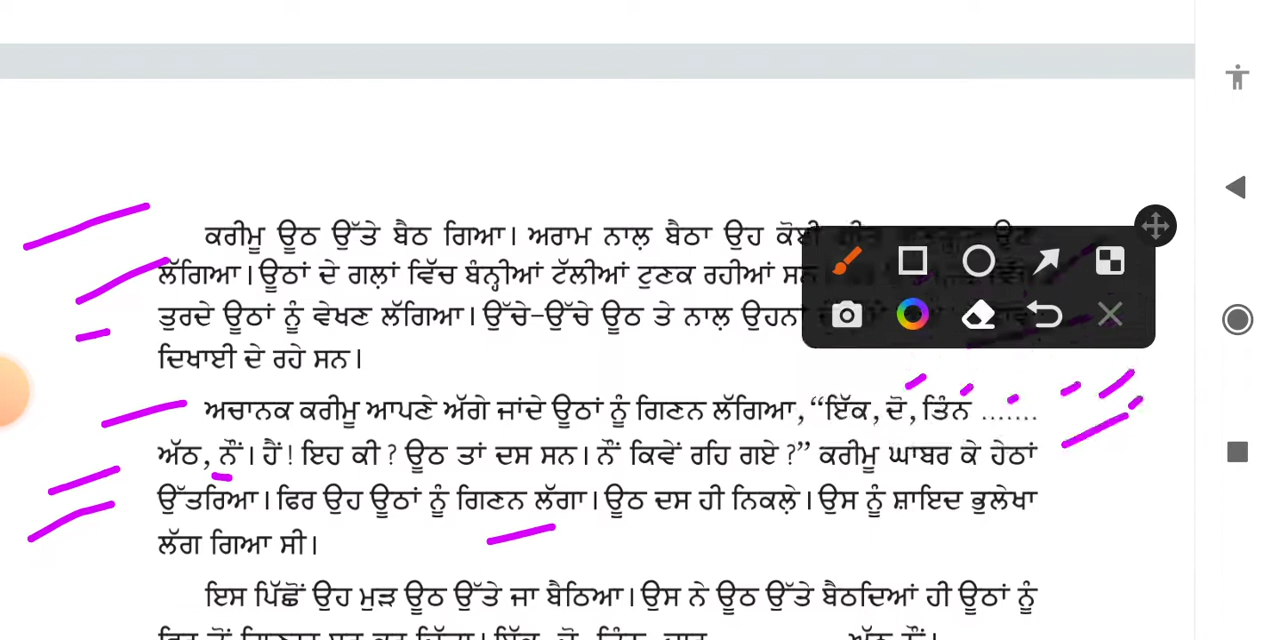 ਕਰੀਮੂ ਊਠ ਉੱਤੇ ਬੈਠ ਗਿਆ। ਅਰਾਮ ਨਾਲ਼ ਬੈਠਾ ਉਹ ਕੋਈ
ਲੱਗਿਆ। ਊਠਾਂ ਦੇ ਗਲ਼ਾਂ ਵਿੱਚ ਬੰਨ੍ਹੀਆਂ ਟੱਲੀਆਂ ਟੁਣਕ ਰਹੀਆਂ ਸਨ
ਤੁਰਦੇ ਊਠਾਂ ਨੂੰ ਵੇਖਣ ਲੱਗਿਆ। ਉੱਚੇ-ਉੱਚੇ ਊਠ ਤੇ ਨਾਲ਼ ਉਹਨਾਂ
ਦਿਖਾਈ ਦੇ ਰਹੇ ਸਨ।
ਅਚਾਨਕ ਕਰੀਮੂ ਆਪਣੇ ਅੱਗੇ ਜਾਂਦੇ ਊਠਾਂ ਨੂੰ ਗਿਣਨ ਲੱਗਿਆ, “ਇੱਕ, ਦੋ, ਤਿੰਨ .......
ਅੱਠ, ਨੌਂ। ਹੈਂ! ਇਹ ਕੀ? ਊਠ ਤਾਂ ਦਸ ਸਨ। ਨੌਂ ਕਿਵੇਂ ਰਹਿ ਗਏ?” ਕਰੀਮੂ ਘਾਬਰ ਕੇ ਹੇਠਾਂ
ਉੱਤਰਿਆ। ਫਿਰ ਉਹ ਊਠਾਂ ਨੂੰ ਗਿਣਨ ਲੱਗਾ। ਊਠ ਦਸ ਹੀ ਨਿਕਲ਼ੇ। ਉਸ ਨੂੰ ਸ਼ਾਇਦ ਭੁਲੇਖਾ
ਲੱਗ ਗਿਆ ਸੀ।
ਇਸ ਪਿੱਛੋਂ ਉਹ ਮੁੜ ਊਠ ਉੱਤੇ ਜਾ ਬੈਠਿਆ। ਉਸ ਨੇ ਊਠ ਉੱਤੇ ਬੈਠਦਿਆਂ ਹੀ ਊਠਾਂ ਨੂੰ